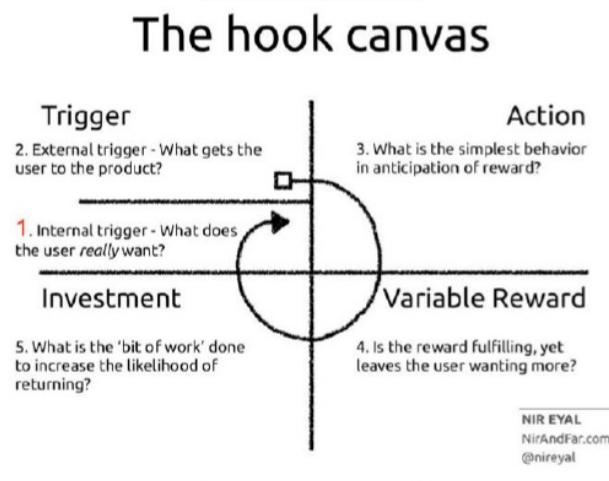 The hook canvas
Trigger
2. External trigger - What gets the
user to the product?
1. Internal trigger - What does
the user really want?
Action
3. What is the simplest behavior
in anticipation of reward?
Investment
5. What is the 'bit of work' done
to increase the likelihood of
returning?
Variable Reward
4. Is the reward fulfilling, yet
leaves the user wanting more?
NIR EYAL
NirAndFar.com
@nireyal